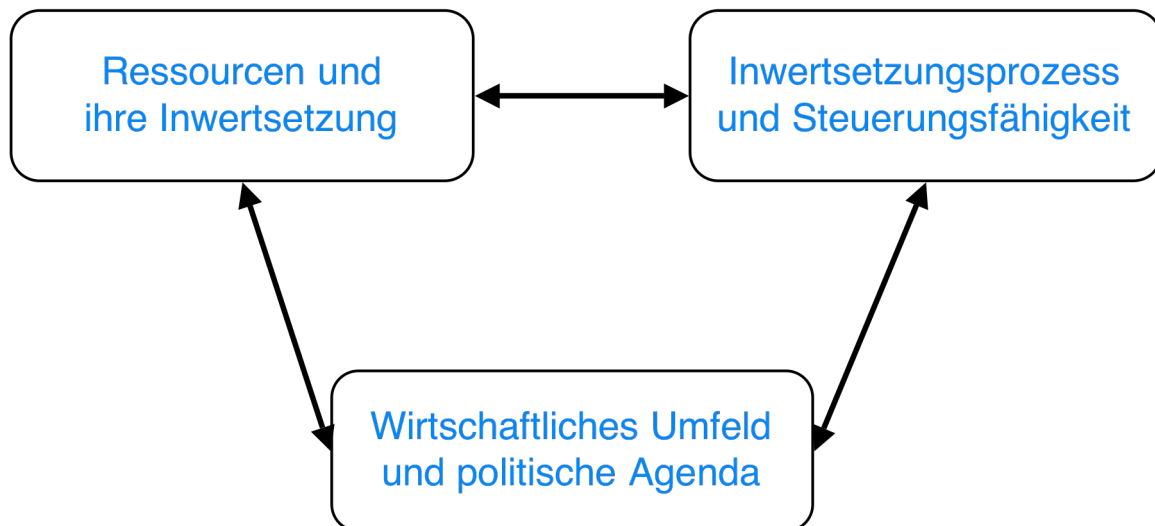 Ressourcen und
ihre Inwertsetzung
Inwertsetzungsprozess
und Steuerungsfähigkeit
Wirtschaftliches Umfeld
und politische Agenda